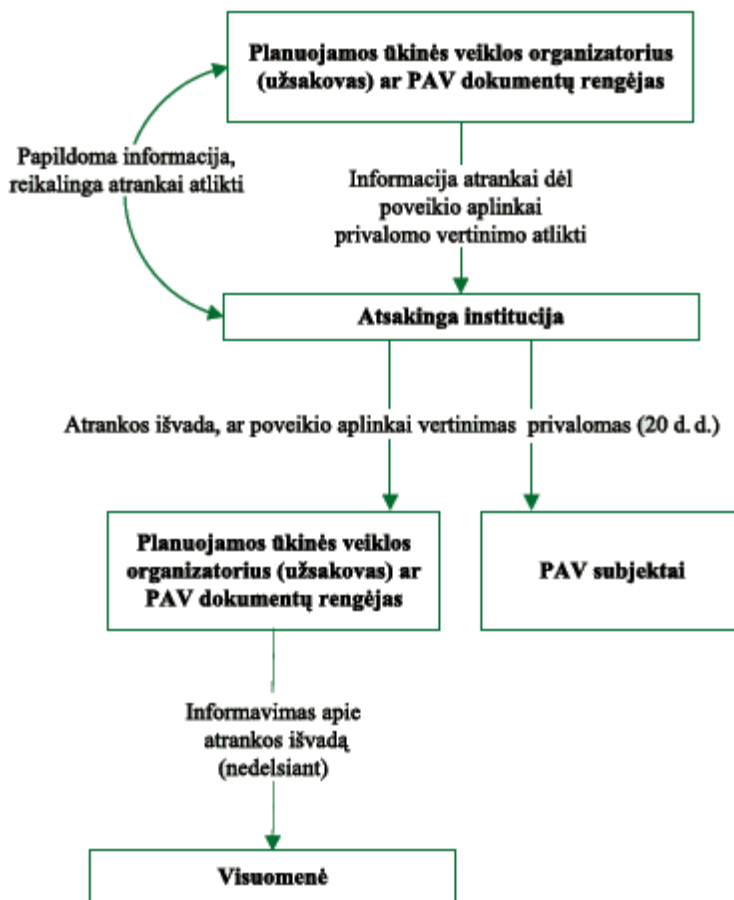 Planuojamos ūkinės veiklos organizatorius
(užsakovas) ar PAV dokumentų rengėjas
Papildoma informacija,
reikalinga atrankai atlikti
Informacija atrankai dėl
poveikio aplinkai
privalomo vertinimo atlikti
Atsakinga institucija
Atrankos išvada, ar poveikio aplinkai vertinimas privalomas (20 d. d.)
Planuojamos ūkinės veiklos
organizatorius (užsakovas) ar
PAV dokumentų rengėjas
PAV subjektai
Informavimas apie
atrankos išvadą
(nedelsiant)
Visuomenė